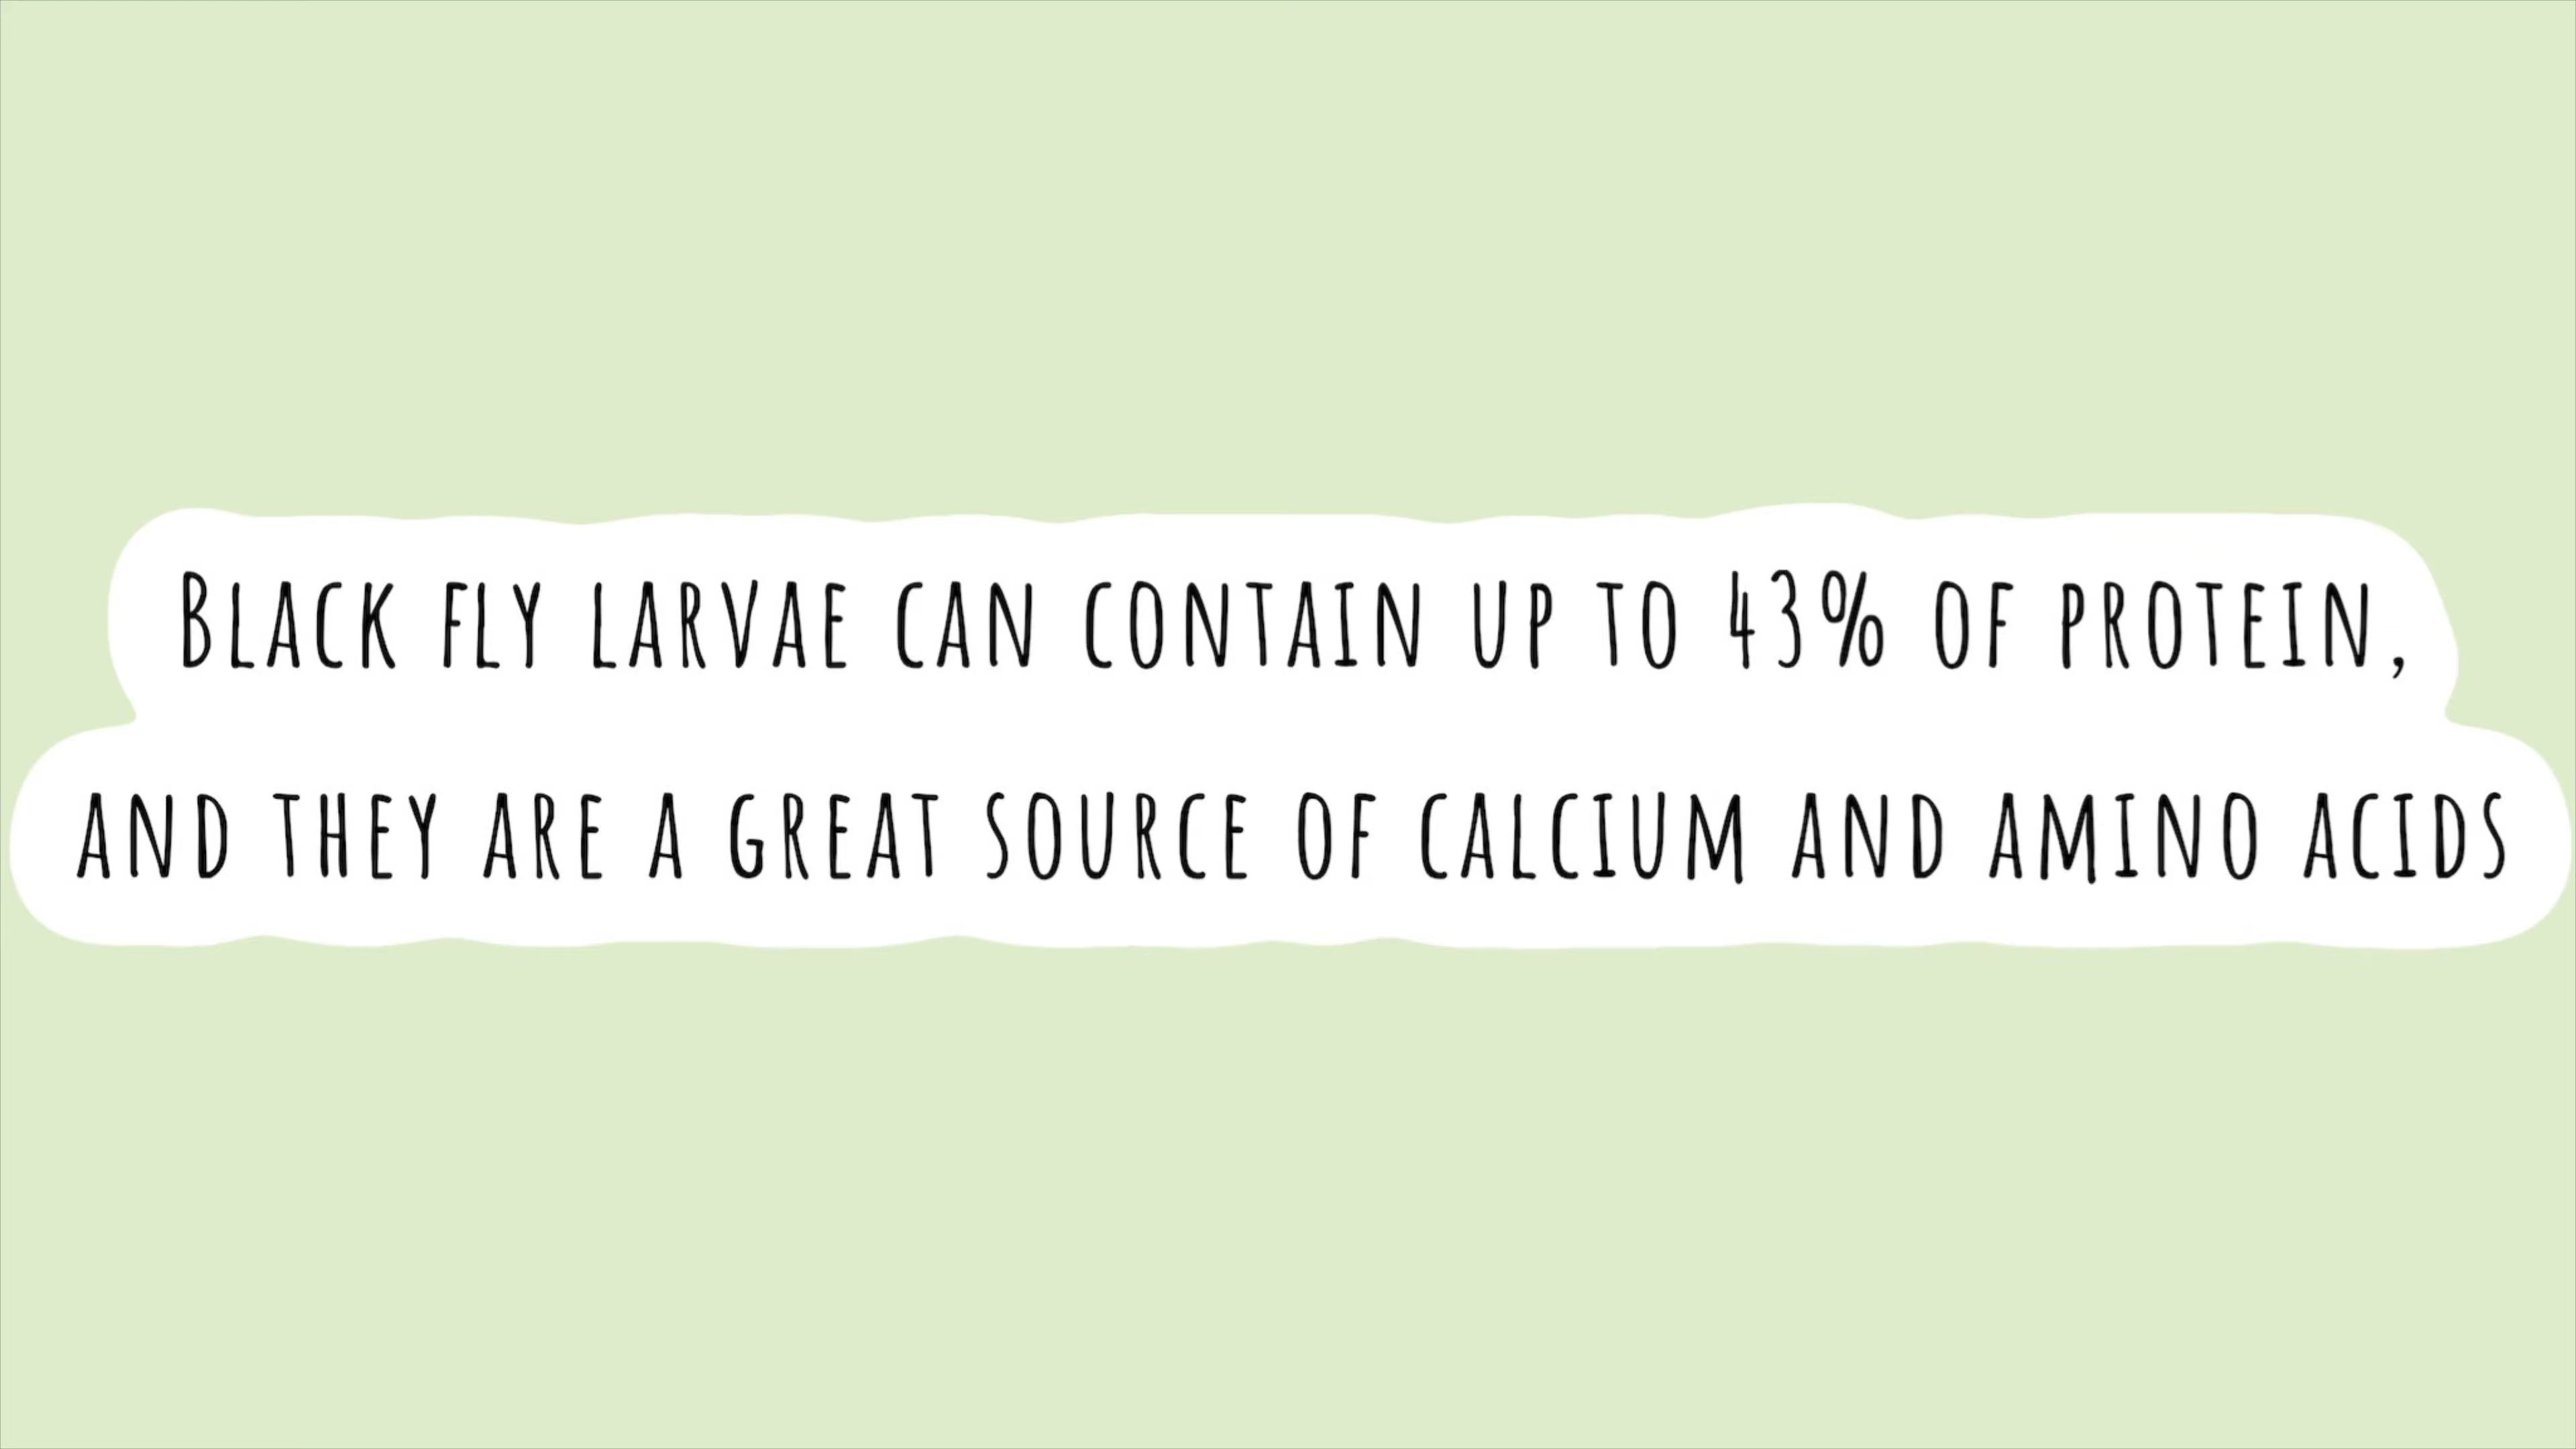 Black fly larvae can contain up to 43% of protein,
and they are a great source of calcium and amino acids